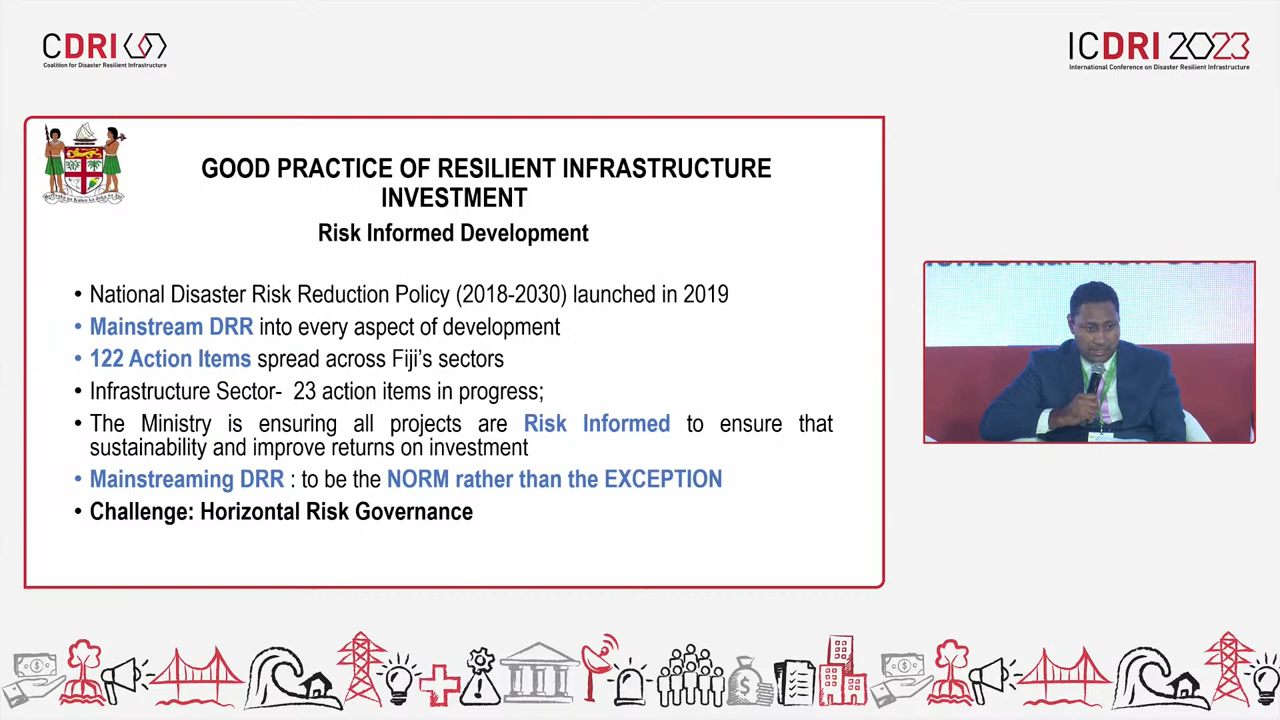 CDRI
Coalition for Disaster Resilient Infrastructure
ICDRI 2023
International Conference on Disaster Resilient Infrastructure
GOOD PRACTICE OF RESILIENT INFRASTRUCTURE
INVESTMENT
Risk Informed Development
• National Disaster Risk Reduction Policy (2018-2030) launched in 2019
• Mainstream DRR into every aspect of development
• 122 Action Items spread across Fiji's sectors
• Infrastructure Sector- 23 action items in progress;
• The Ministry is ensuring all projects are Risk Informed to ensure that
sustainability and improve returns on investment
• Mainstreaming DRR : to be the NORM rather than the EXCEPTION
• Challenge: Horizontal Risk Governance